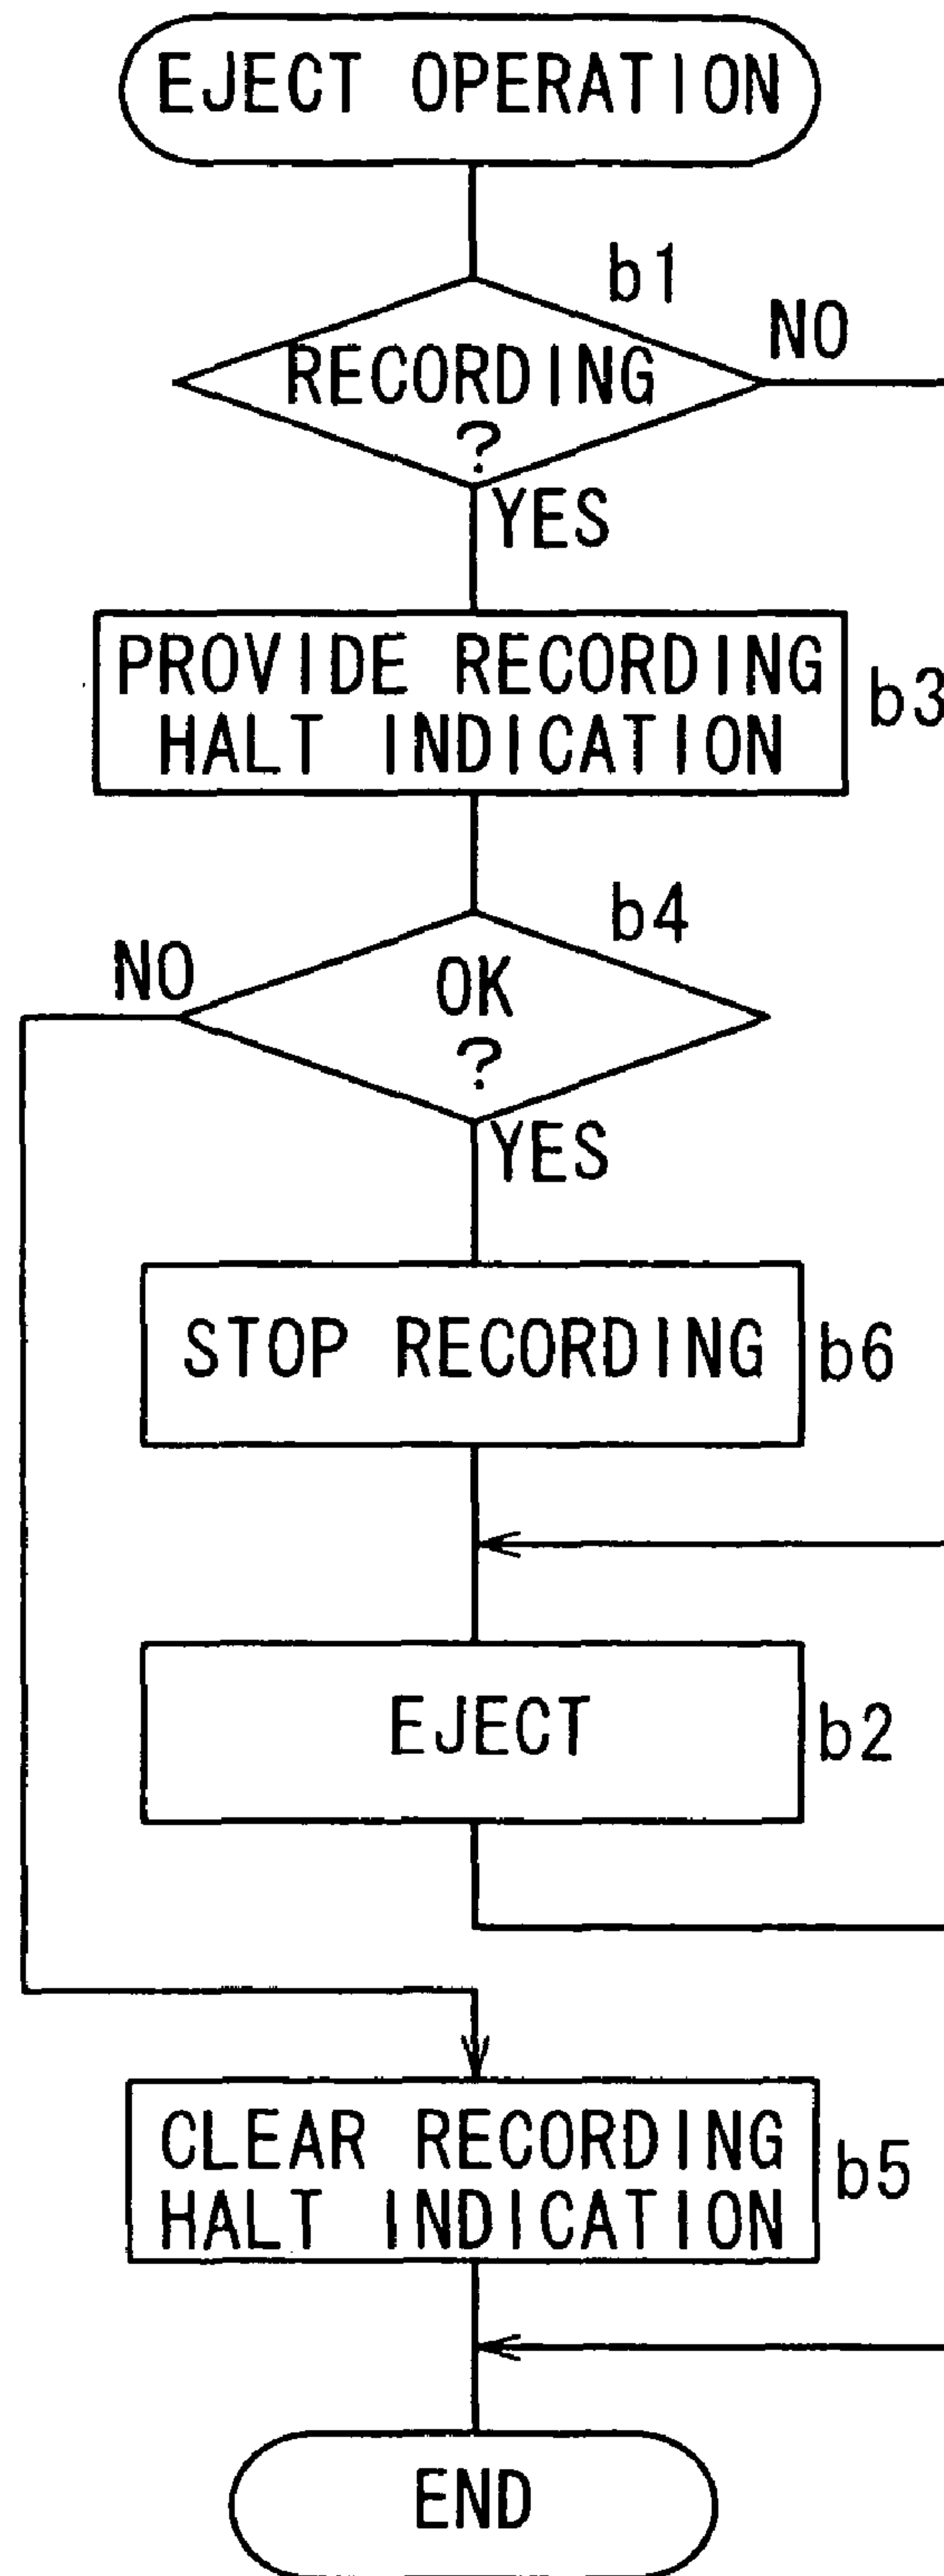 EJECT OPERATION
b1
NO
RECORDING
?
YES
PROVIDE RECORDING
HALT INDICATION
b3
b4
NO
OK
?
YES
STOP RECORDING
b6
EJECT
b2
CLEAR RECORDING
HALT INDICATION
b5
END